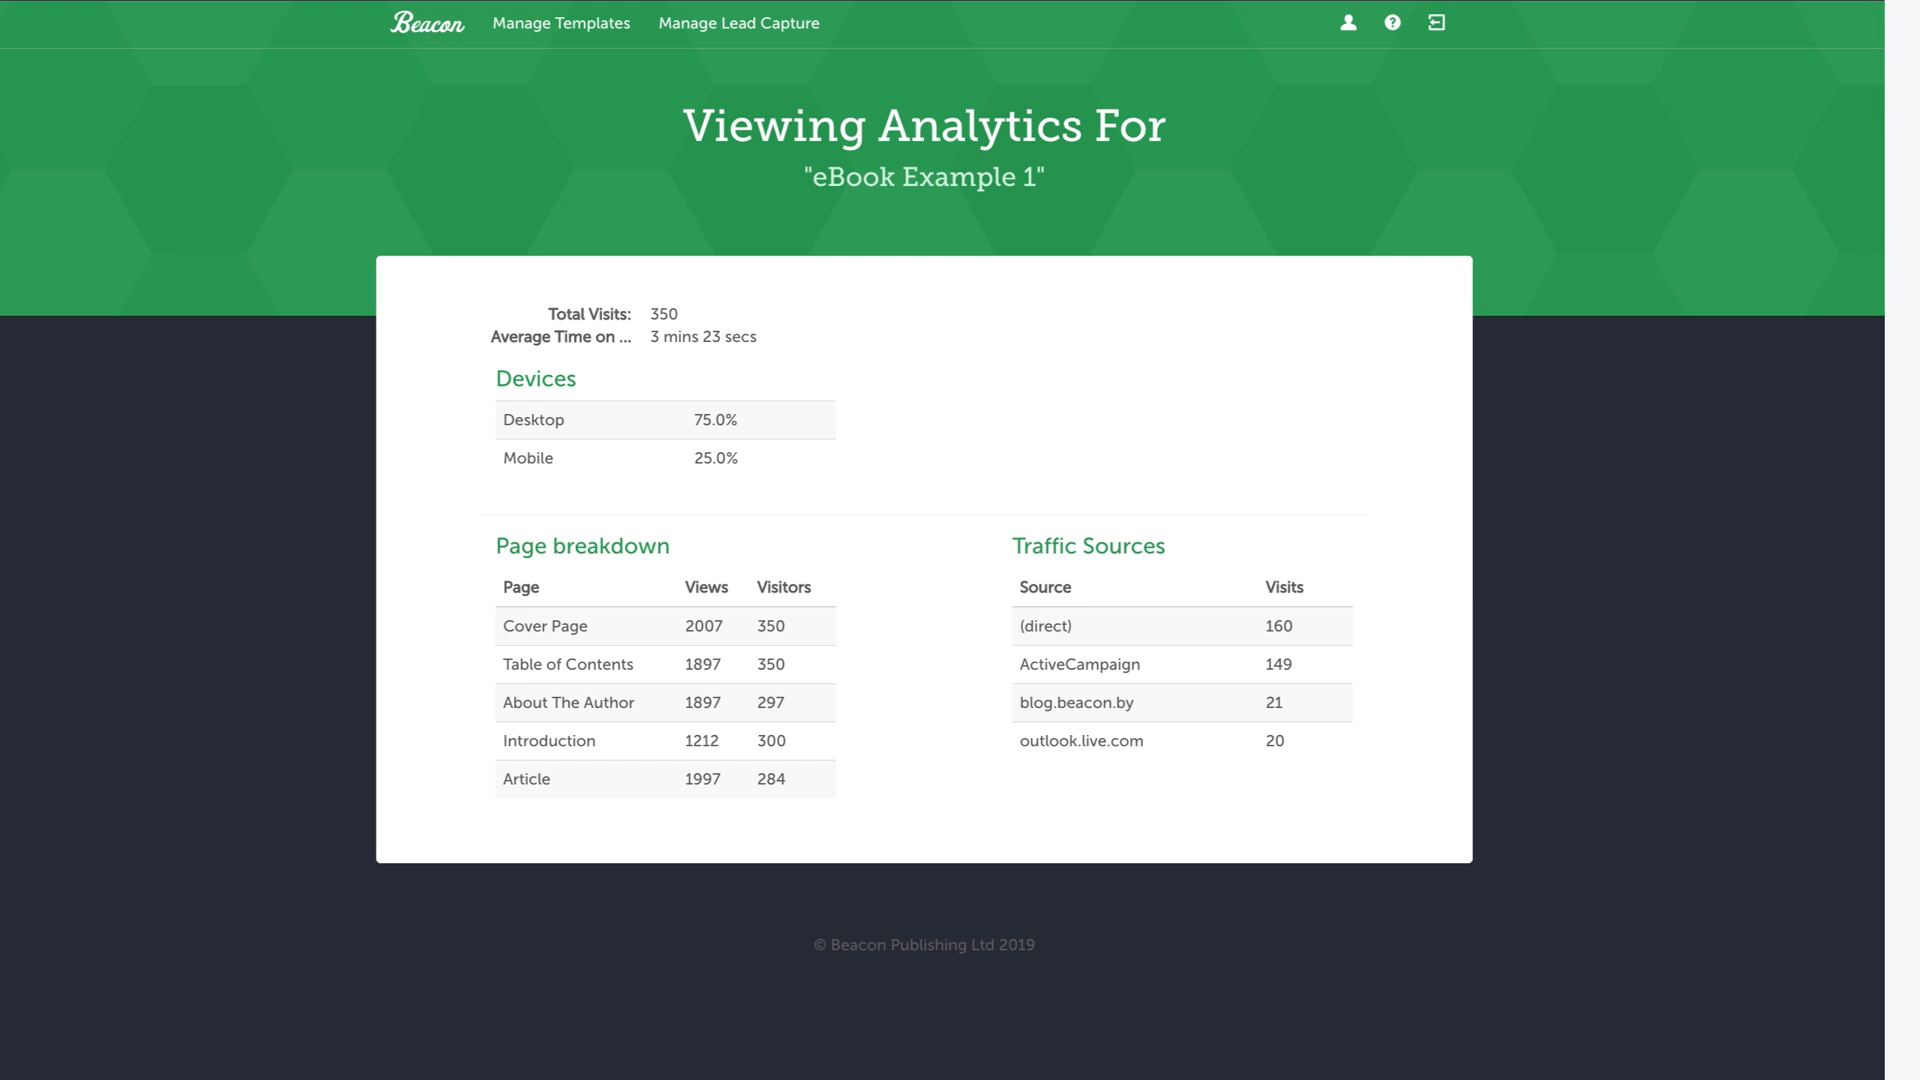 Beacon Manage Templates Manage Lead Capture
Viewing Analytics For
"eBook Example 1"
Total Visits: 350
Average Time on ... 3 mins 23 secs
Devices
Desktop 75.0%
Mobile 25.0%
Page breakdown
Page Views Visitors
Cover Page 2007 350
Table of Contents 1897 350
About The Author 1897 297
Introduction 1212 300
Article 1997 284
Traffic Sources
Source Visits
(direct) 160
ActiveCampaign 149
blog.beacon.by 21
outlook.live.com 20
© Beacon Publishing Ltd 2019